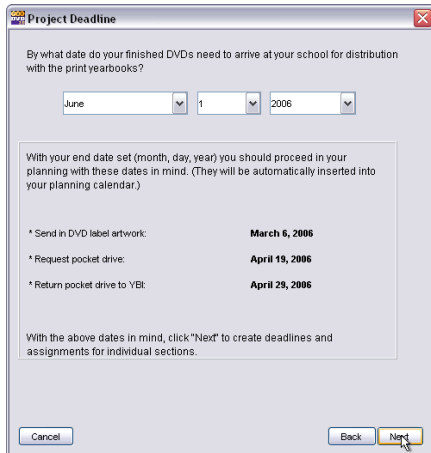 DVD Project Deadline
By what date do your finished DVDs need to arrive at your school for distribution
with the print yearbooks?
June 1 2006
With your end date set (month, day, year) you should proceed in your
planning with these dates in mind. (They will be automatically inserted into
your planning calendar.)
* Send in DVD label artwork: March 6, 2006
* Request pocket drive: April 19, 2006
* Return pocket drive to YBI: April 29, 2006
With the above dates in mind, click "Next" to create deadlines and
assignments for individual sections.
Cancel Back Next